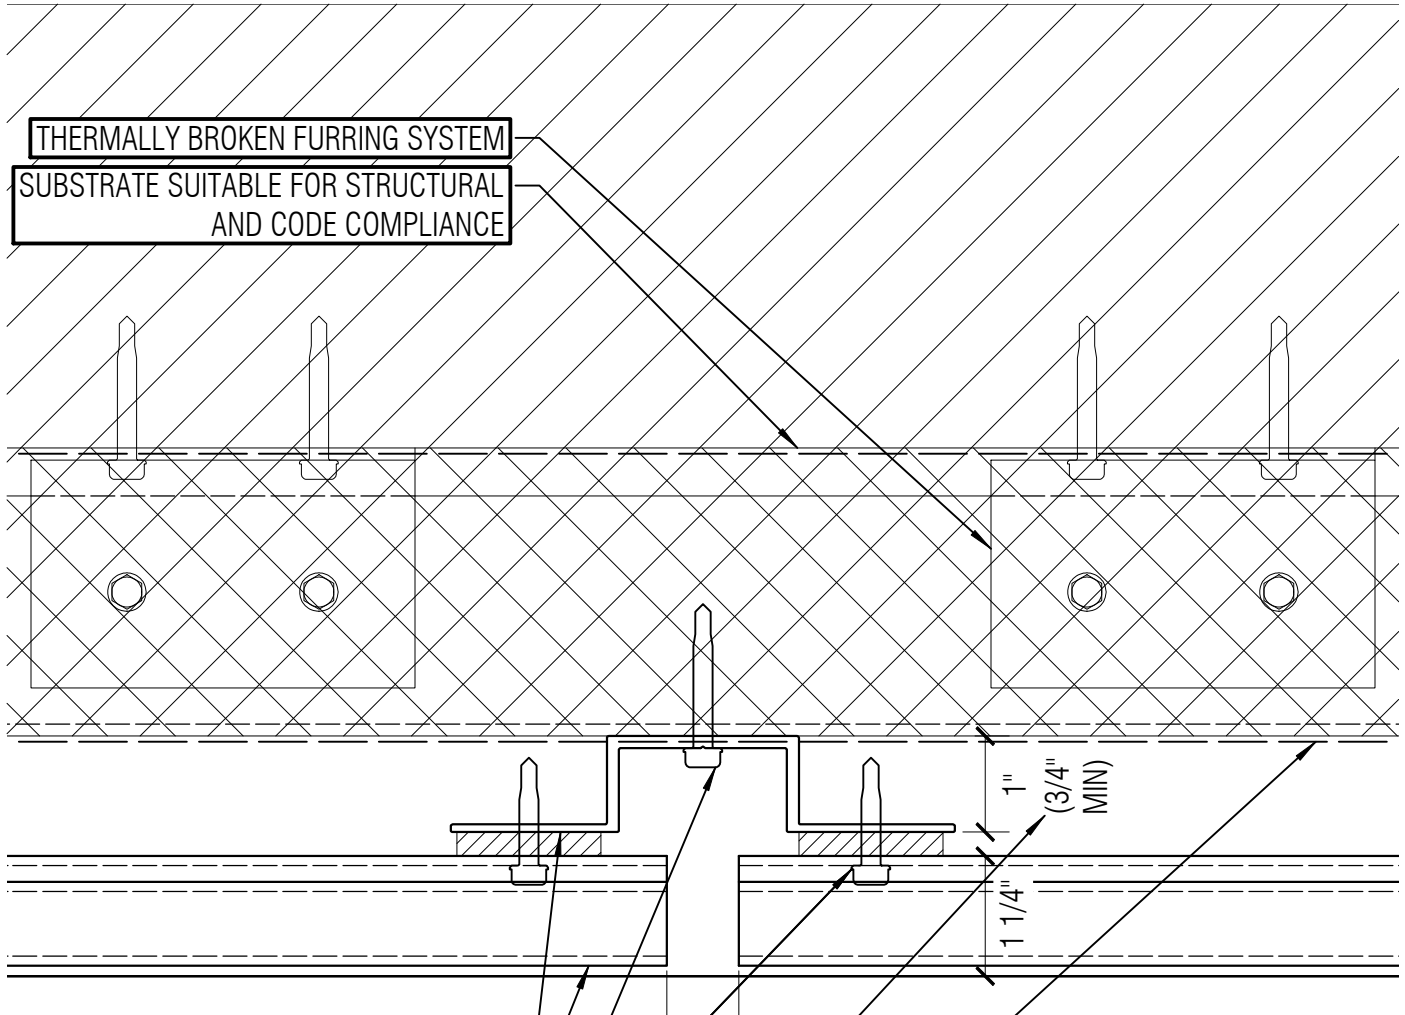 THERMALLY BROKEN FURRING SYSTEM
SUBSTRATE SUITABLE FOR STRUCTURAL
AND CODE COMPLIANCE
1"
(3/4"
MIN)
1 1/4"